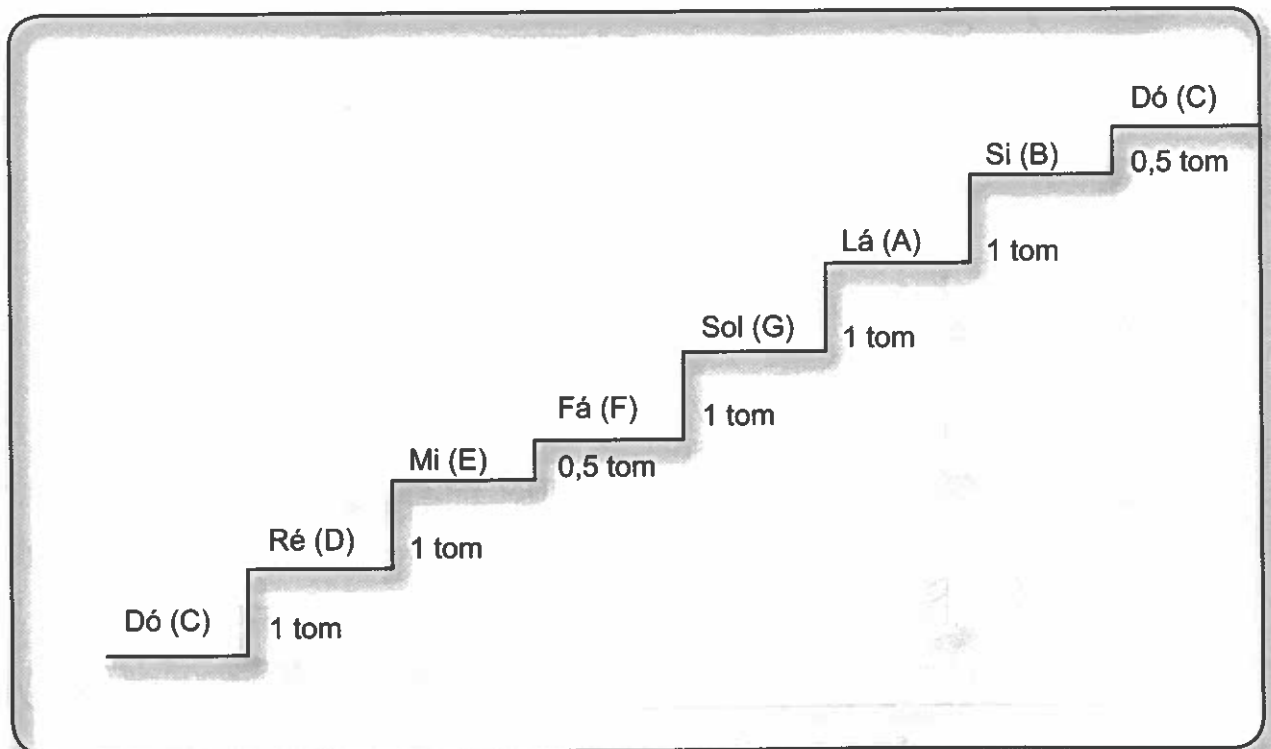 Dó (C)
Si (B)
0,5 tom
Lá (A)
1 tom
Sol (G)
1 tom
Fá (F)
1 tom
Mi (E)
0,5 tom
Ré (D)
1 tom
Dó (C)
1 tom